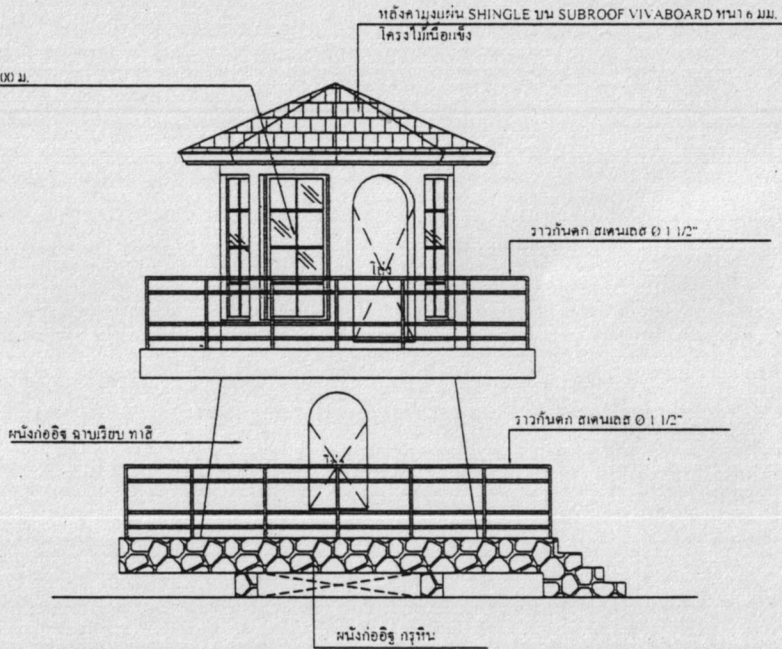 หลังคามุงแผ่น SHINGLE บน SUBROOF VIVABOARD หนา 6 มม.
โครงไม้เนื้อแข็ง
00 ม.
ราวกันตก สเตนเลส Ø 1 1/2"
โล่ง
ราวกันตก สเตนเลส Ø 1 1/2"
ผนังก่ออิฐ ฉาบเรียบ ทาสี
ผนังก่ออิฐ กรุหิน